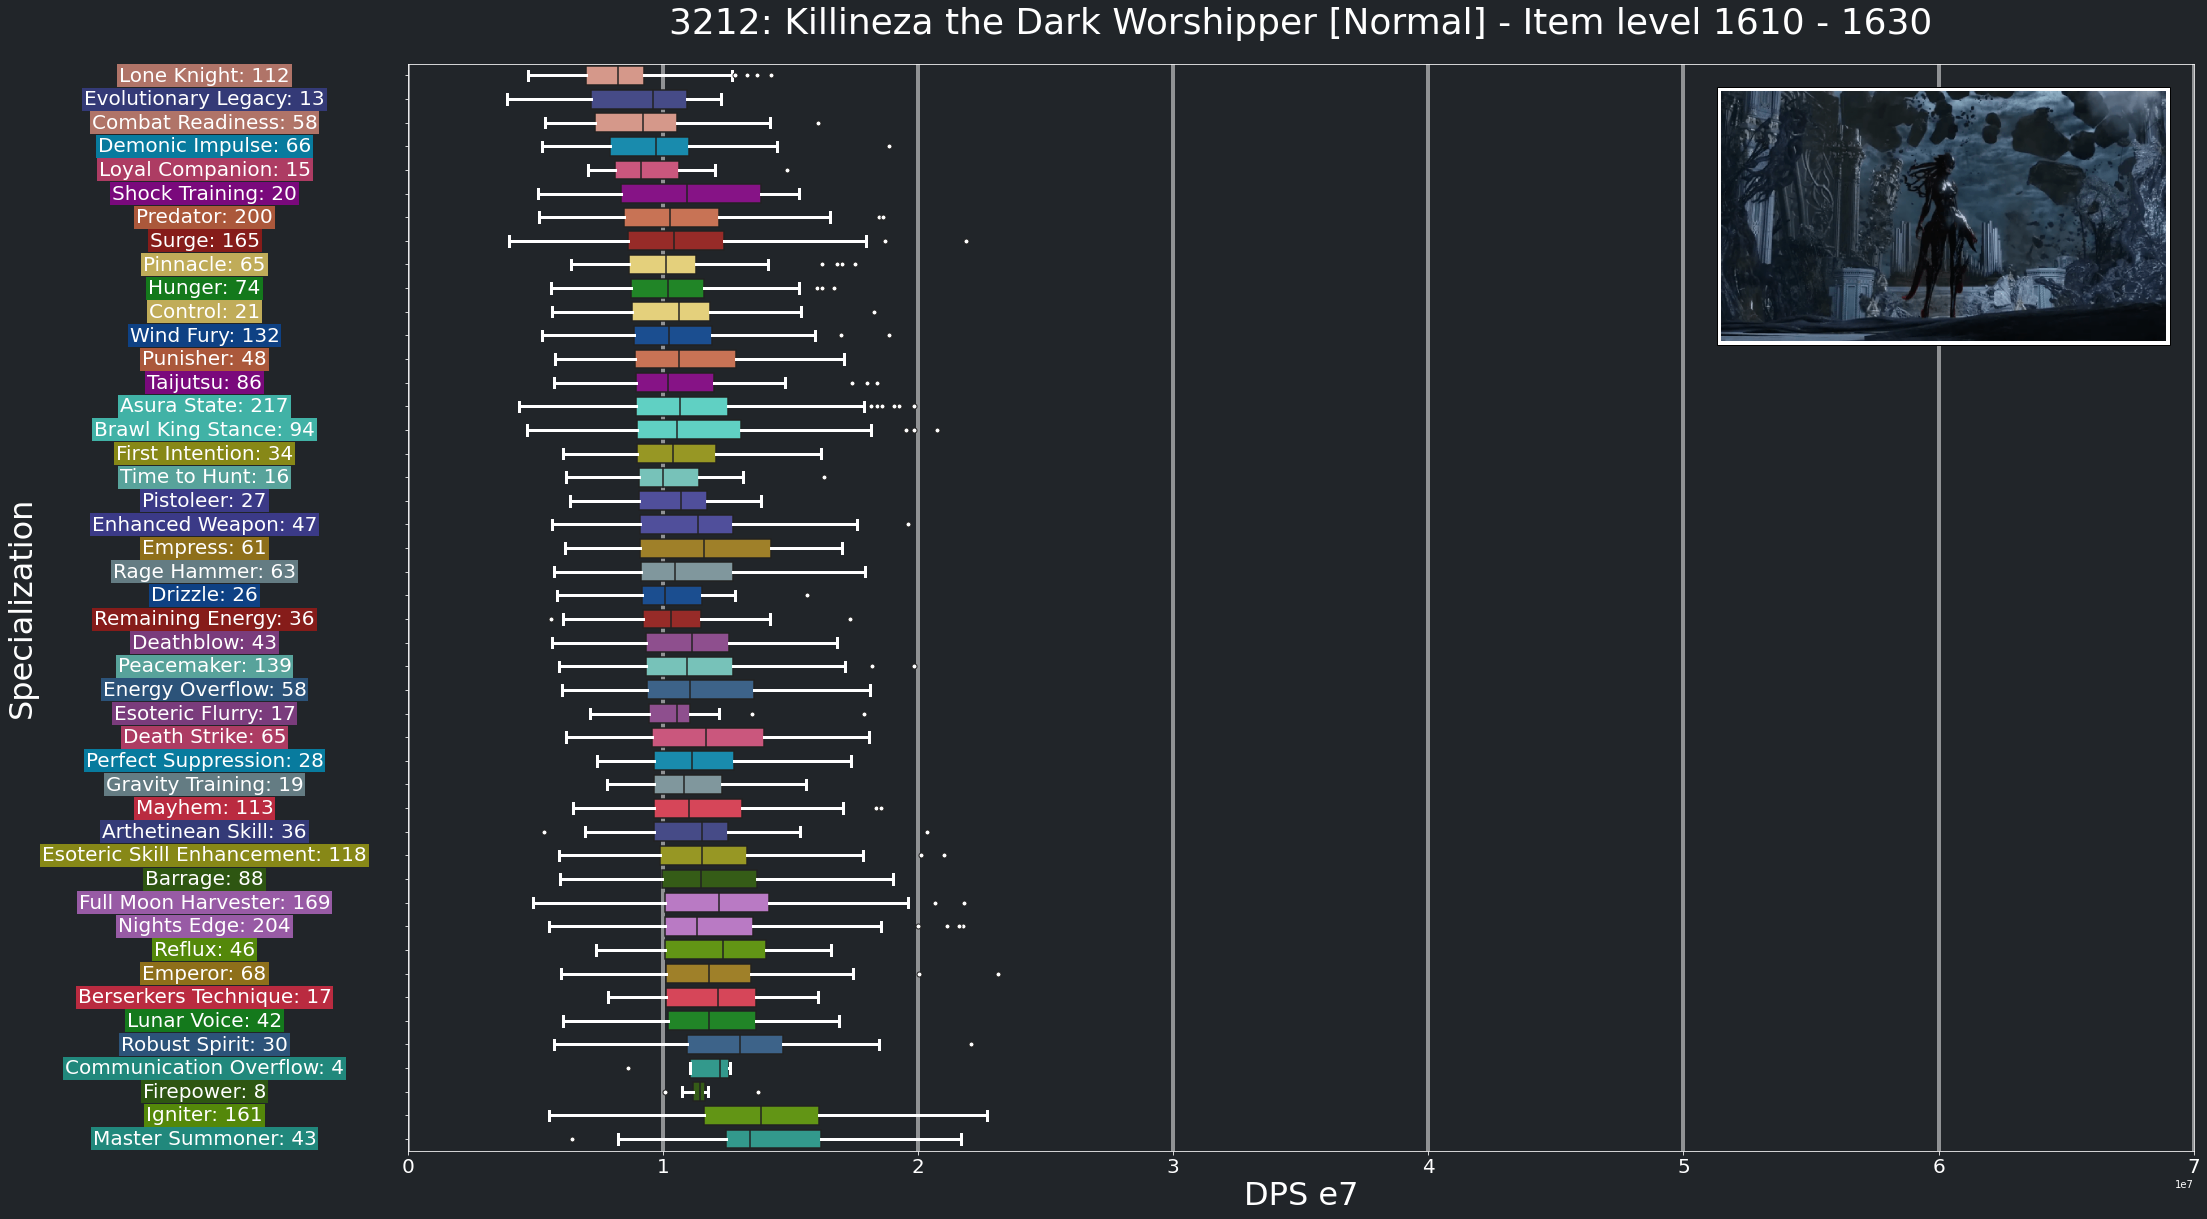 3212: Killineza the Dark Worshipper [Normal] - Item level 1610 - 1630
Specialization
Lone Knight: 112
Evolutionary Legacy: 13
Combat Readiness: 58
Demonic Impulse: 66
Loyal Companion: 15
Shock Training: 20
Predator: 200
Surge: 165
Pinnacle: 65
Hunger: 74
Control: 21
Wind Fury: 132
Punisher: 48
Taijutsu: 86
Asura State: 217
Brawl King Stance: 94
First Intention: 34
Time to Hunt: 16
Pistoleer: 27
Enhanced Weapon: 47
Empress: 61
Rage Hammer: 63
Drizzle: 26
Remaining Energy: 36
Deathblow: 43
Peacemaker: 139
Energy Overflow: 58
Esoteric Flurry: 17
Death Strike: 65
Perfect Suppression: 28
Gravity Training: 19
Mayhem: 113
Arthetinean Skill: 36
Esoteric Skill Enhancement: 118
Barrage: 88
Full Moon Harvester: 169
Nights Edge: 204
Reflux: 46
Emperor: 68
Berserkers Technique: 17
Lunar Voice: 42
Robust Spirit: 30
Communication Overflow: 4
Firepower: 8
Igniter: 161
Master Summoner: 43
0 1 2 3 4 5 6 7
1e7
DPS e7